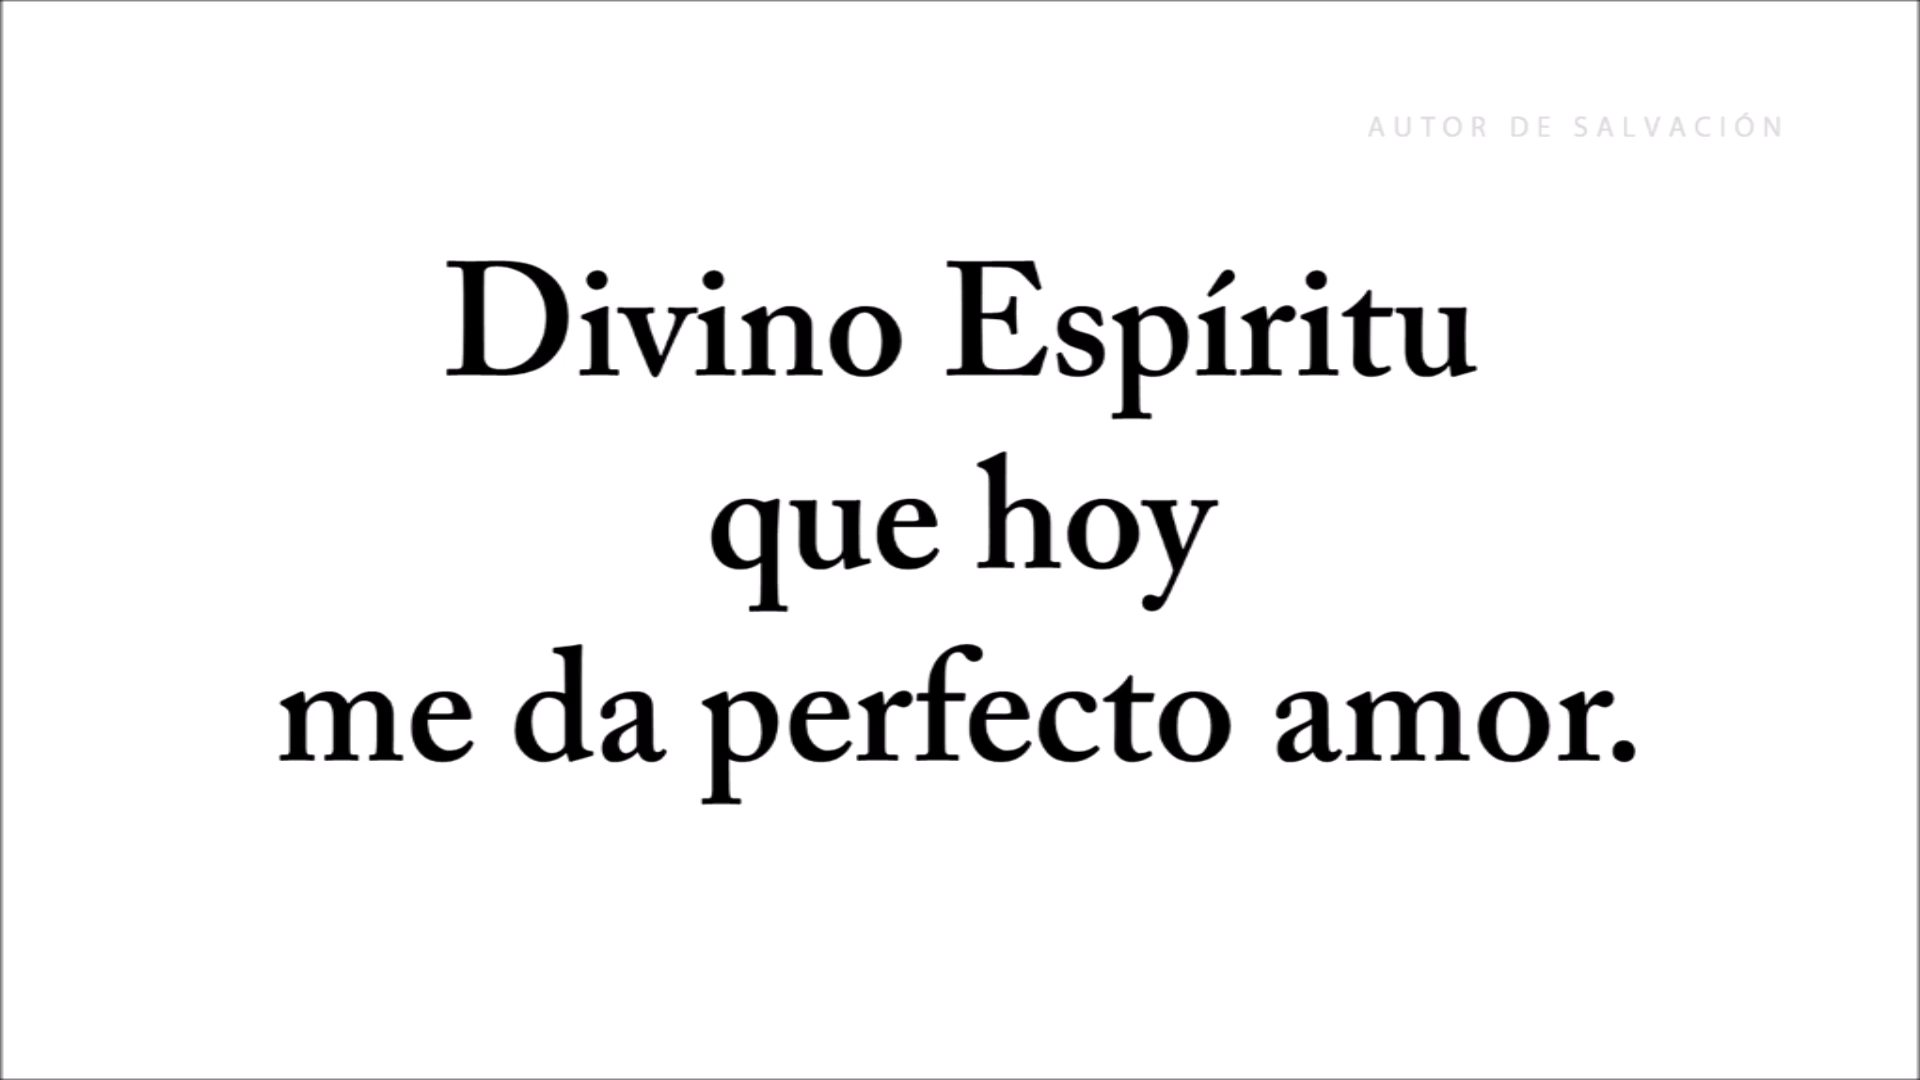 AUTOR DE SALVACIÓN
Divino Espíritu
que hoy
me da perfecto amor.